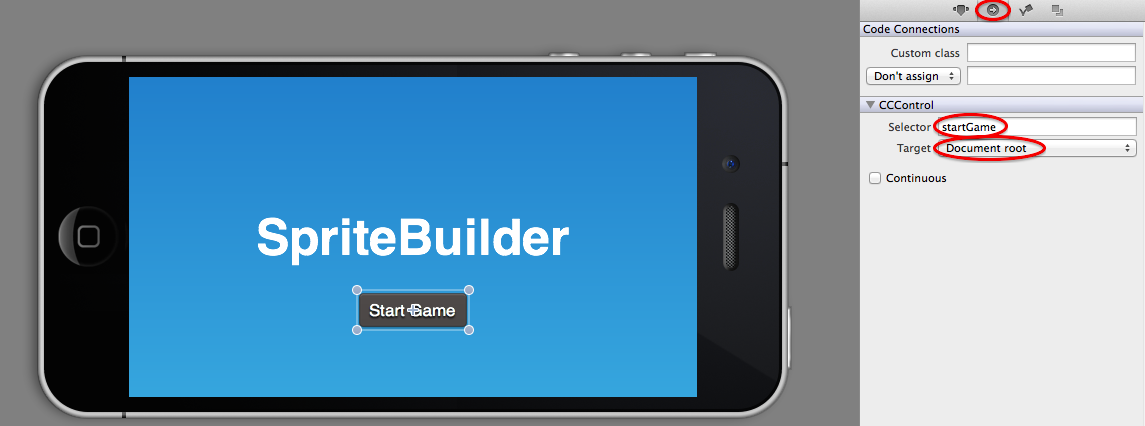 Code Connections
Custom class
Don't assign
CCControl
Selector startGame
Target Document root
Continuous
SpriteBuilder
Start Game